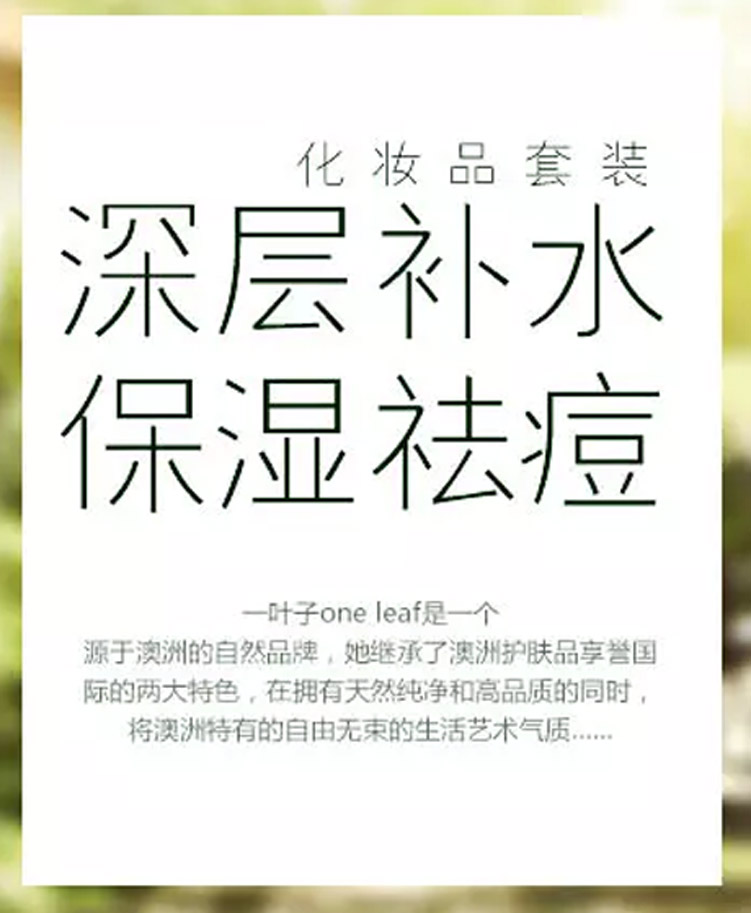 化妆品套装
深层补水
保湿祛痘
一叶子one leaf是一个
源于澳洲的自然品牌，她继承了澳洲护肤品享誉国
际的两大特色，在拥有天然纯净和高品质的同时，
将澳洲特有的自由无束的生活艺术气质……